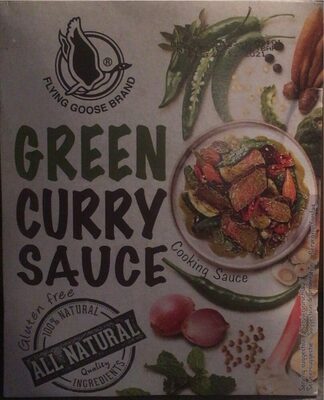 ®
FLYING GOOSE BRAND
GREEN
CURRY
SAUCE
Cooking Sauce
Gluten free
100% NATURAL
ALL NATURAL
Quality
INGREDIENTS